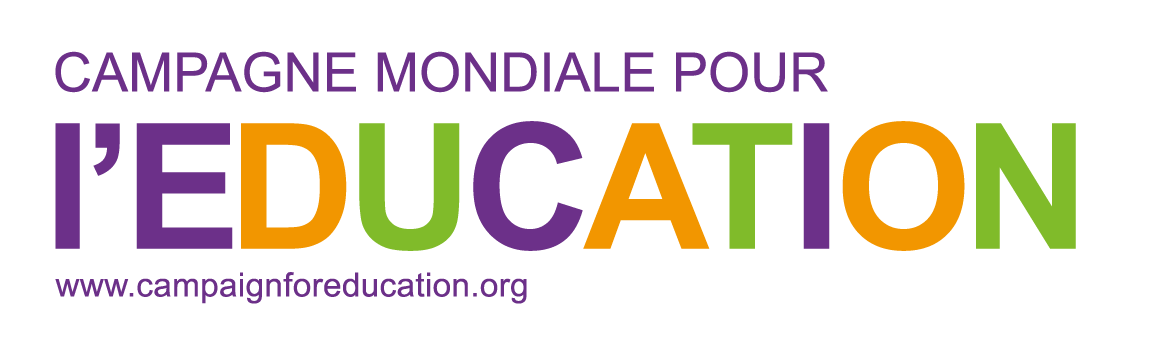 CAMPAGNE MONDIALE POUR
l’EDUCATION
www.campaignforeducation.org